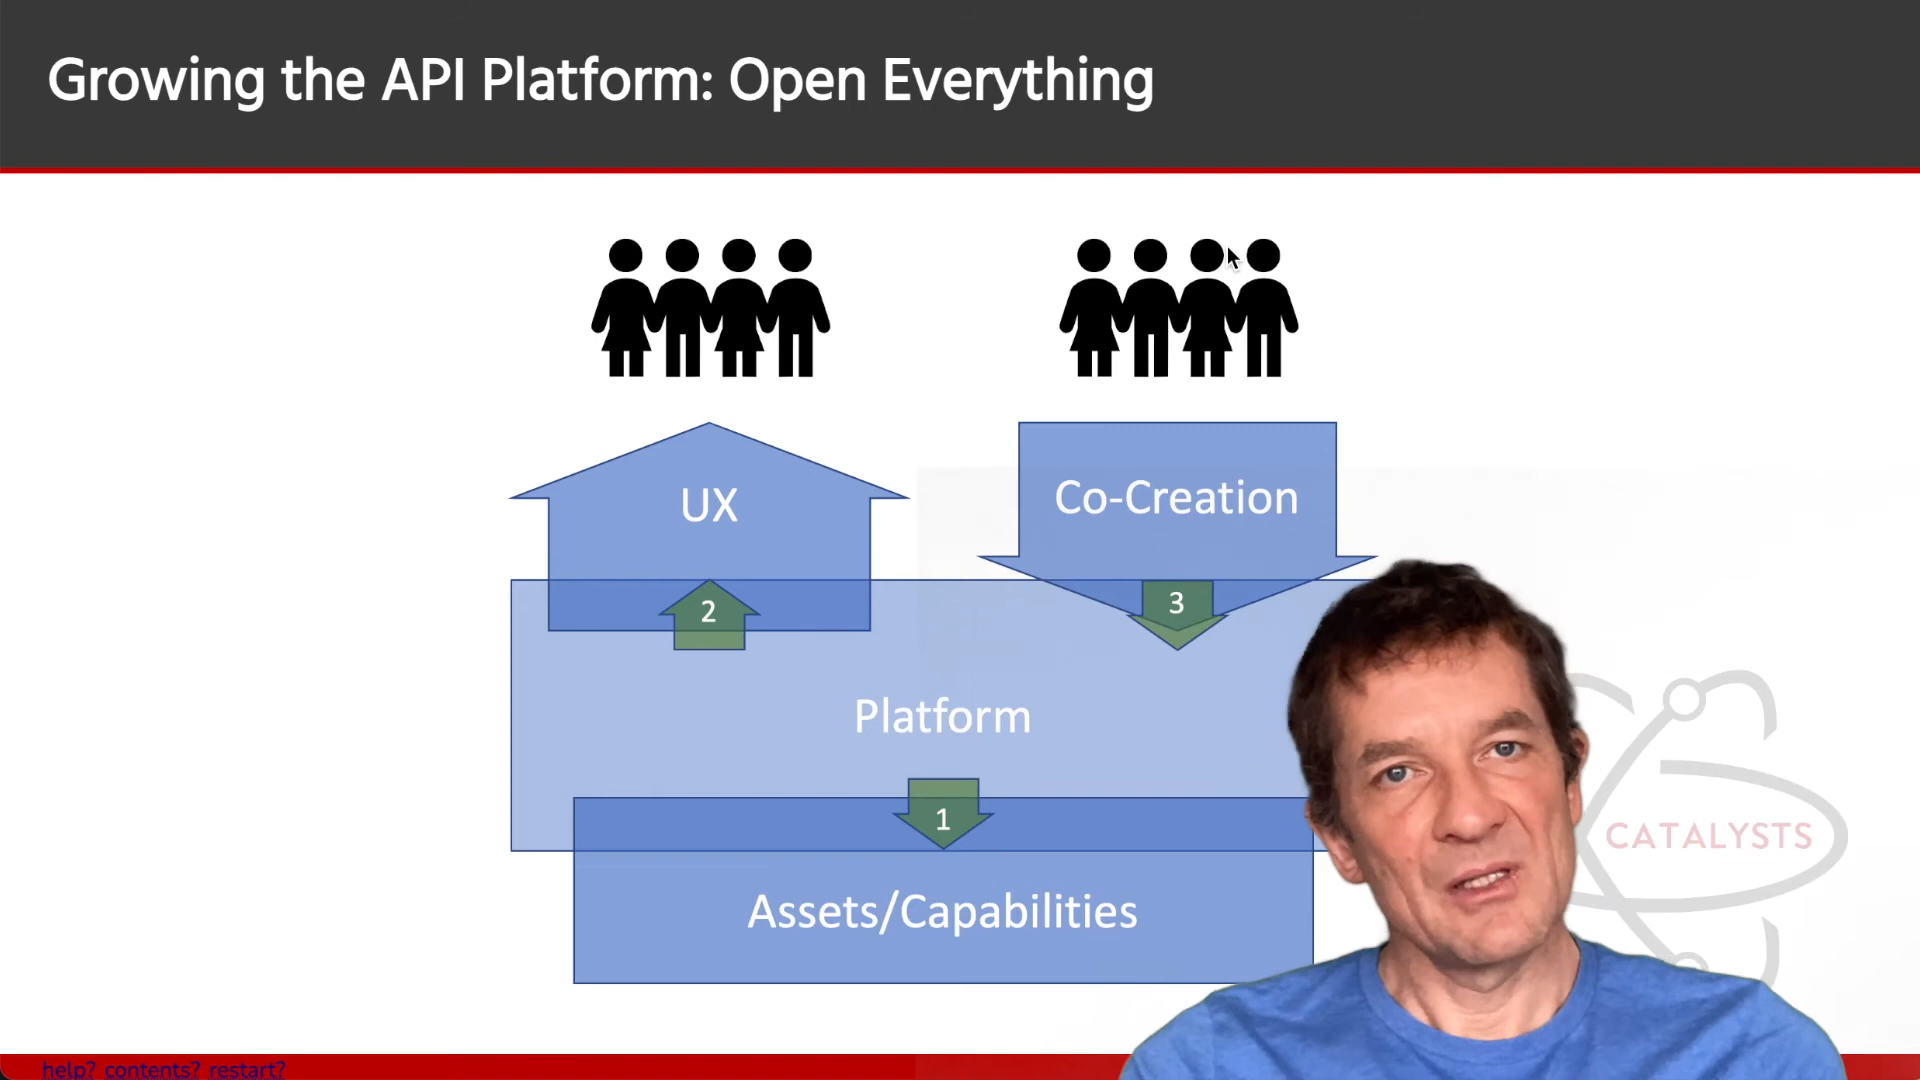 Growing the API Platform: Open Everything
UX
Co-Creation
2
3
Platform
1
CATALYSTS
Assets/Capabilities
help? contents? restart?